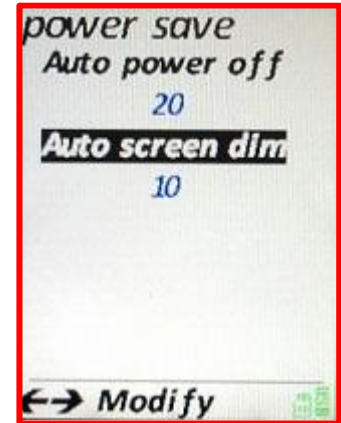 power save
Auto power off
20
Auto screen dim
10
←→ Modify